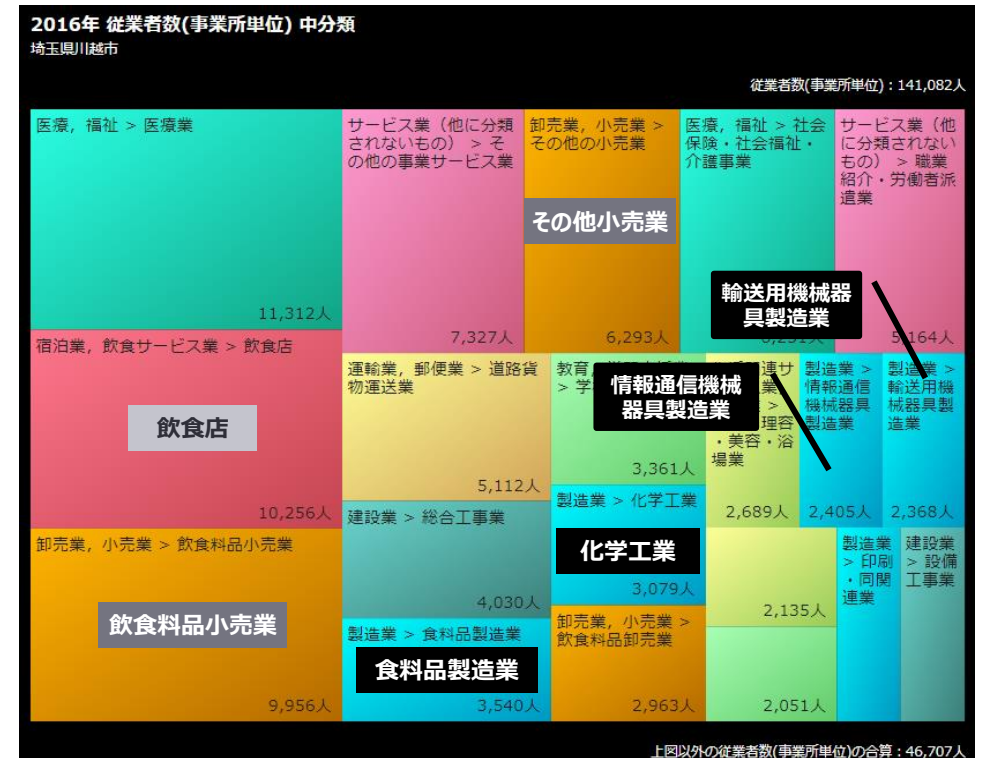 2016年 従業者数(事業所単位) 中分類
埼玉県川越市
従業者数(事業所単位)：141,082人
医療，福祉 > 医療業
11,312人
サービス業（他に分類
されないもの） > そ
の他の事業サービス業
7,327人
卸売業，小売業 >
その他の小売業
その他小売業
6,293人
医療，福祉 > 社会
保険・社会福祉・
介護事業
サービス業（他
に分類されない
もの） > 職業
紹介・労働者派
遣業
輸送用機械器
具製造業
5,164人
宿泊業，飲食サービス業 > 飲食店
飲食店
10,256人
運輸業，郵便業 > 道路貨
物運送業
5,112人
教育，
> 学
情報通信機械
器具製造業
3,361人
連サ
業，
>
理容
・美容・浴
場業
2,689人
製造業 >
情報通信
機械器具
製造業
2,405人
製造業 >
輸送用機
械器具製
造業
2,368人
卸売業，小売業 > 飲食料品小売業
飲食料品小売業
9,956人
建設業 > 総合工事業
4,030人
製造業 > 化学工業
化学工業
3,079人
製造業 > 食料品製造業
食料品製造業
3,540人
卸売業，小売業 >
飲食料品卸売業
2,963人
2,135人
2,051人
製造業
> 印刷
・同関
連業
建設業
> 設備
工事業
上図以外の従業者数(事業所単位)の合算：46,707人